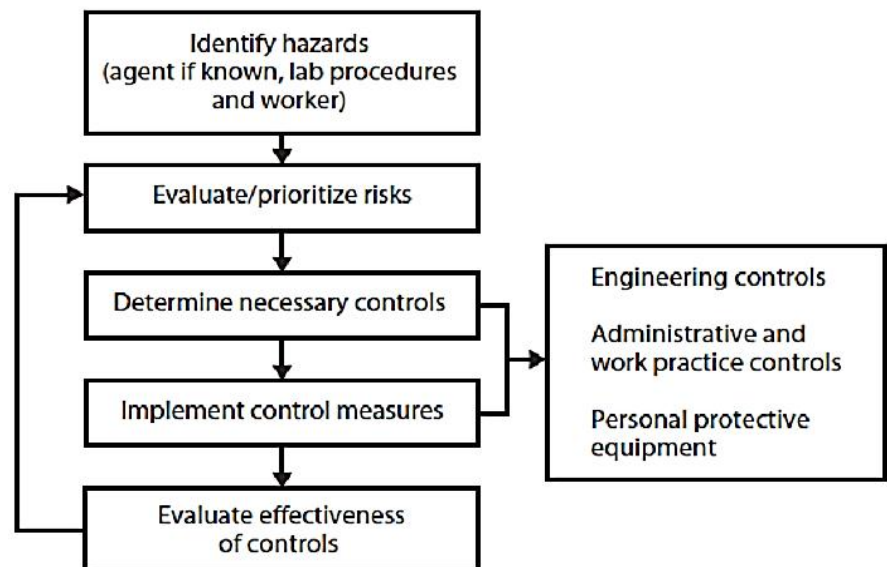 Identify hazards
(agent if known, lab procedures
and worker)
Evaluate/prioritize risks
Determine necessary controls
Implement control measures
Evaluate effectiveness
of controls
Engineering controls
Administrative and
work practice controls
Personal protective
equipment